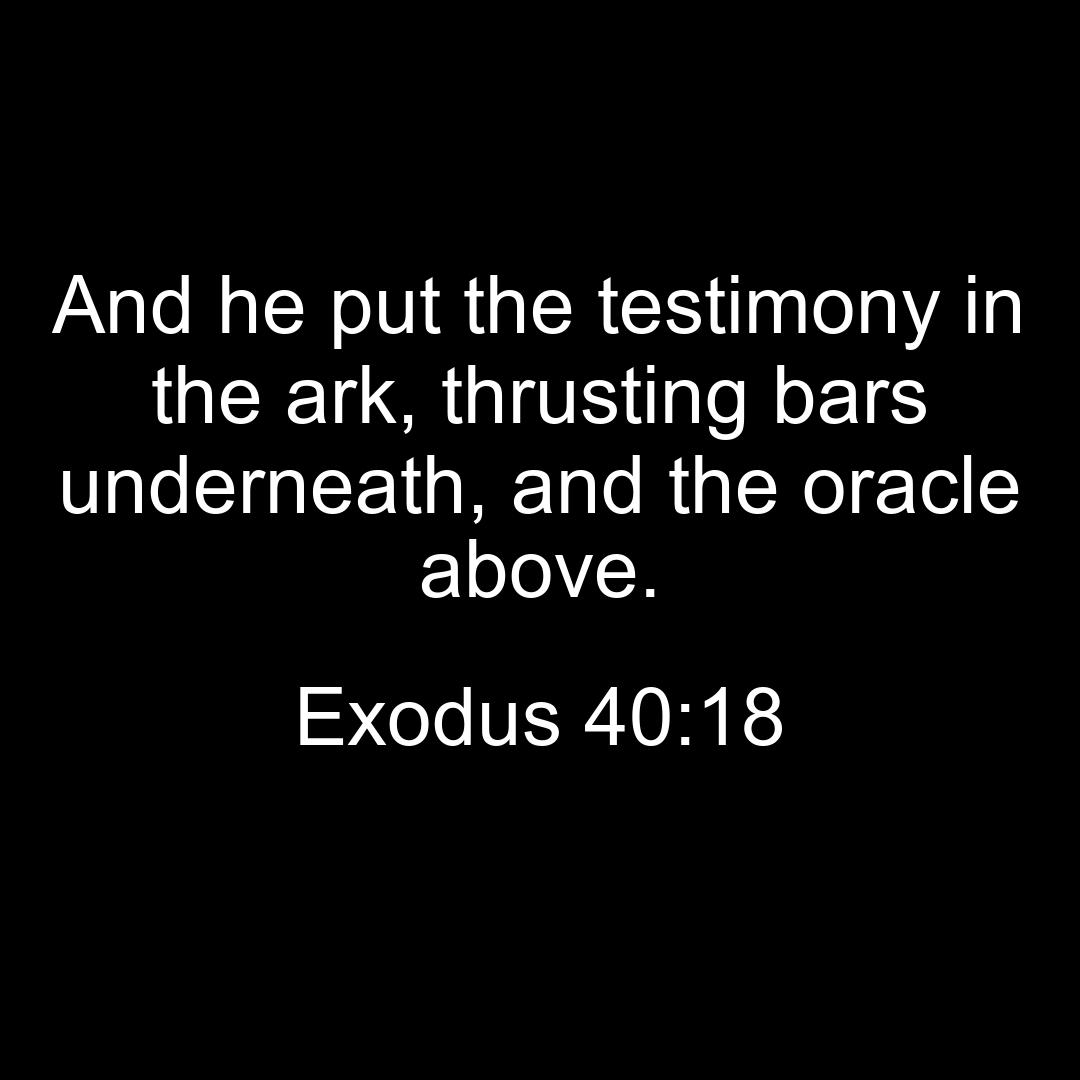 And he put the testimony in
the ark, thrusting bars
underneath, and the oracle
above.
Exodus 40:18